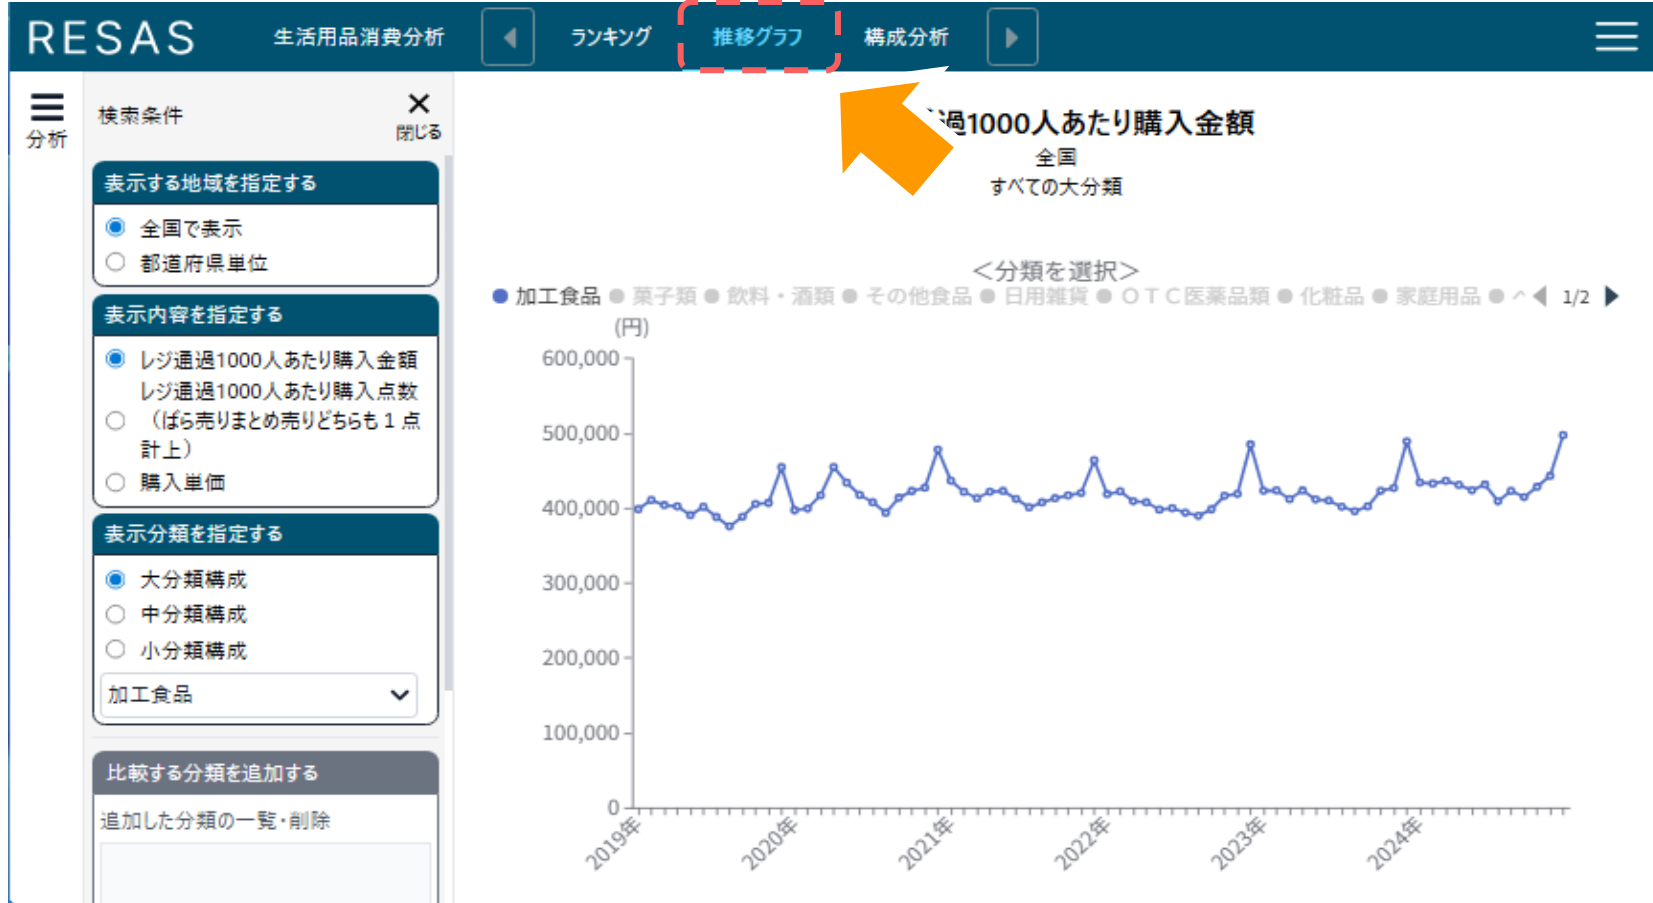 RESAS
生活用品消費分析
ランキング
推移グラフ
構成分析
分析
検索条件
閉じる
表示する地域を指定する
全国で表示
都道府県単位
表示内容を指定する
レジ通過1000人あたり購入金額
レジ通過1000人あたり購入点数
（ばら売りまとめ売りどちらも１点
計上）
購入単価
表示分類を指定する
大分類構成
中分類構成
小分類構成
加工食品
比較する分類を追加する
追加した分類の一覧・削除
過1000人あたり購入金額
全国
すべての大分類
＜分類を選択＞
加工食品 菓子類 飲料・酒類 その他食品 日用雑貨 ＯＴＣ医薬品類 化粧品 家庭用品 1/2
(円)
600,000
500,000
400,000
300,000
200,000
100,000
0
2019年 2020年 2021年 2022年 2023年 2024年